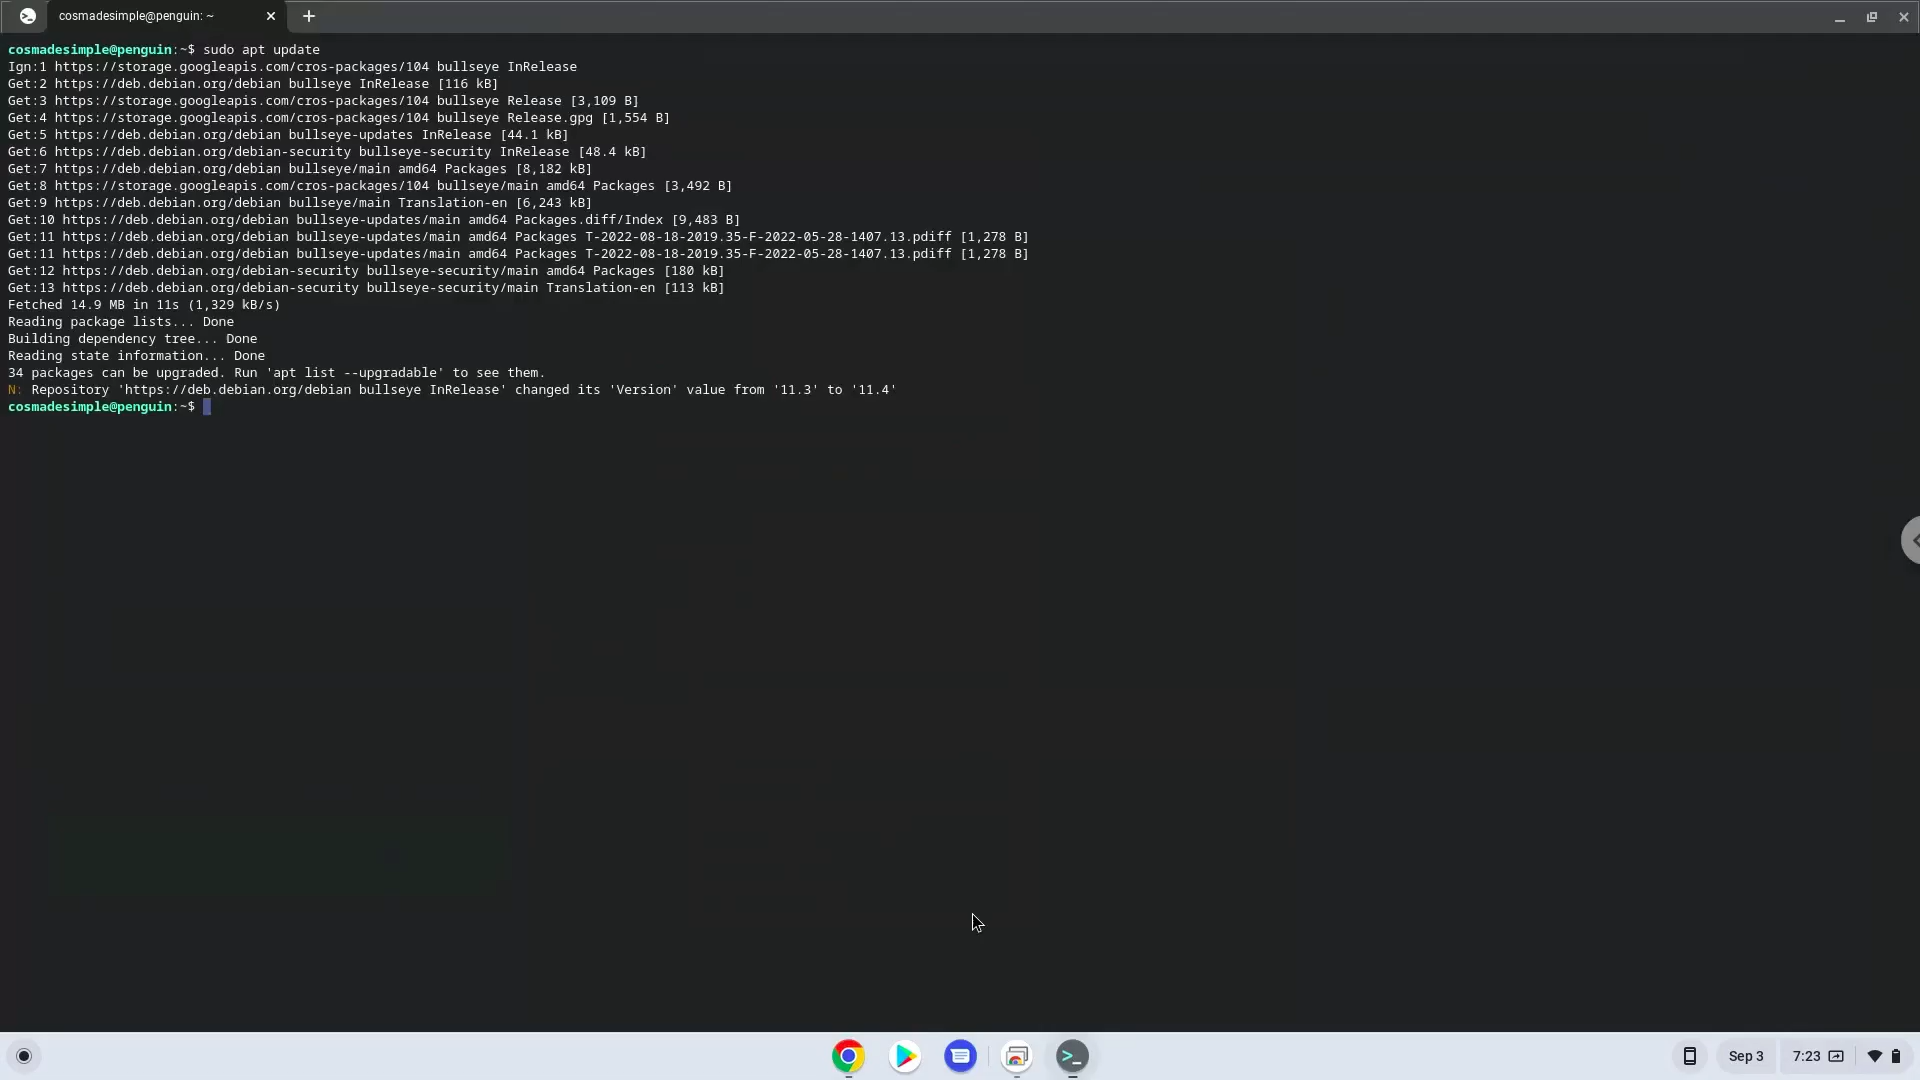 cosmadesimple@penguin: ~
cosmadesimple@penguin:~$ sudo apt update
Ign:1 https://storage.googleapis.com/cros-packages/104 bullseye InRelease
Get:2 https://deb.debian.org/debian bullseye InRelease [116 kB]
Get:3 https://storage.googleapis.com/cros-packages/104 bullseye Release [3,109 B]
Get:4 https://storage.googleapis.com/cros-packages/104 bullseye Release.gpg [1,554 B]
Get:5 https://deb.debian.org/debian bullseye-updates InRelease [44.1 kB]
Get:6 https://deb.debian.org/debian-security bullseye-security InRelease [48.4 kB]
Get:7 https://deb.debian.org/debian bullseye/main amd64 Packages [8,182 kB]
Get:8 https://storage.googleapis.com/cros-packages/104 bullseye/main amd64 Packages [3,492 B]
Get:9 https://deb.debian.org/debian bullseye/main Translation-en [6,243 kB]
Get:10 https://deb.debian.org/debian bullseye-updates/main amd64 Packages.diff/Index [9,483 B]
Get:11 https://deb.debian.org/debian bullseye-updates/main amd64 Packages T-2022-08-18-2019.35-F-2022-05-28-1407.13.pdiff [1,278 B]
Get:11 https://deb.debian.org/debian bullseye-updates/main amd64 Packages T-2022-08-18-2019.35-F-2022-05-28-1407.13.pdiff [1,278 B]
Get:12 https://deb.debian.org/debian-security bullseye-security/main amd64 Packages [180 kB]
Get:13 https://deb.debian.org/debian-security bullseye-security/main Translation-en [113 kB]
Fetched 14.9 MB in 11s (1,329 kB/s)
Reading package lists... Done
Building dependency tree... Done
Reading state information... Done
34 packages can be upgraded. Run 'apt list --upgradable' to see them.
N: Repository 'https://deb.debian.org/debian bullseye InRelease' changed its 'Version' value from '11.3' to '11.4'
cosmadesimple@penguin:~$
Sep 3 7:23